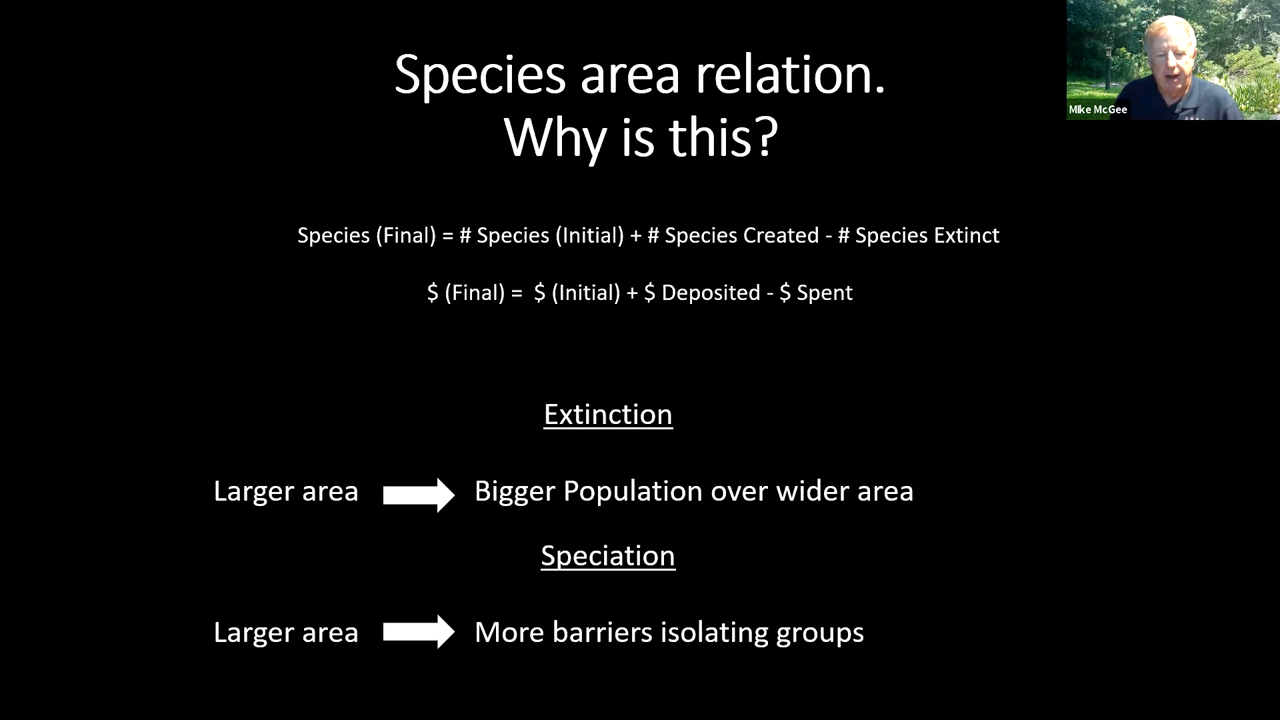 Species area relation.
Why is this?
MIke McGee
Species (Final) = # Species (Initial) + # Species Created - # Species Extinct
$ (Final) = $ (Initial) + $ Deposited - $ Spent
Extinction
Larger area Bigger Population over wider area
Speciation
Larger area More barriers isolating groups